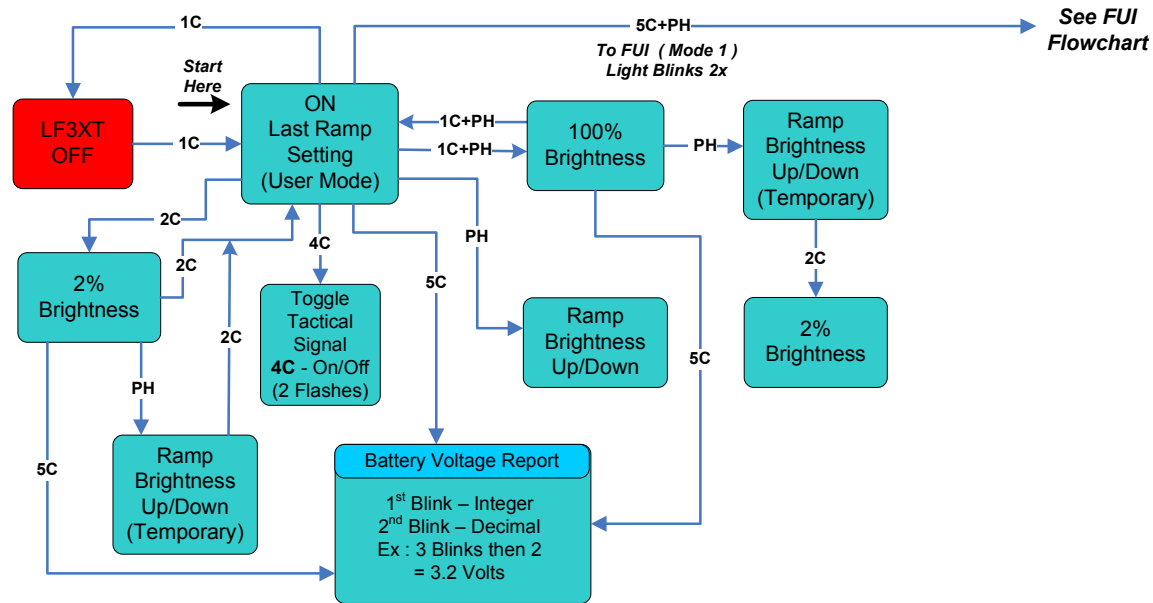 1C
5C+PH
See FUI
Flowchart
To FUI ( Mode 1 )
Light Blinks 2x
Start
Here
LF3XT
OFF
1C
ON
Last Ramp
Setting
(User Mode)
1C+PH
1C+PH
100%
Brightness
PH
Ramp
Brightness
Up/Down
(Temporary)
2C
2C
4C
5C
PH
2C
5C
2%
Brightness
Toggle
Tactical
Signal
4C - On/Off
(2 Flashes)
Ramp
Brightness
Up/Down
2%
Brightness
PH
2C
5C
Ramp
Brightness
Up/Down
(Temporary)
Battery Voltage Report
1st Blink – Integer
2nd Blink – Decimal
Ex : 3 Blinks then 2
= 3.2 Volts